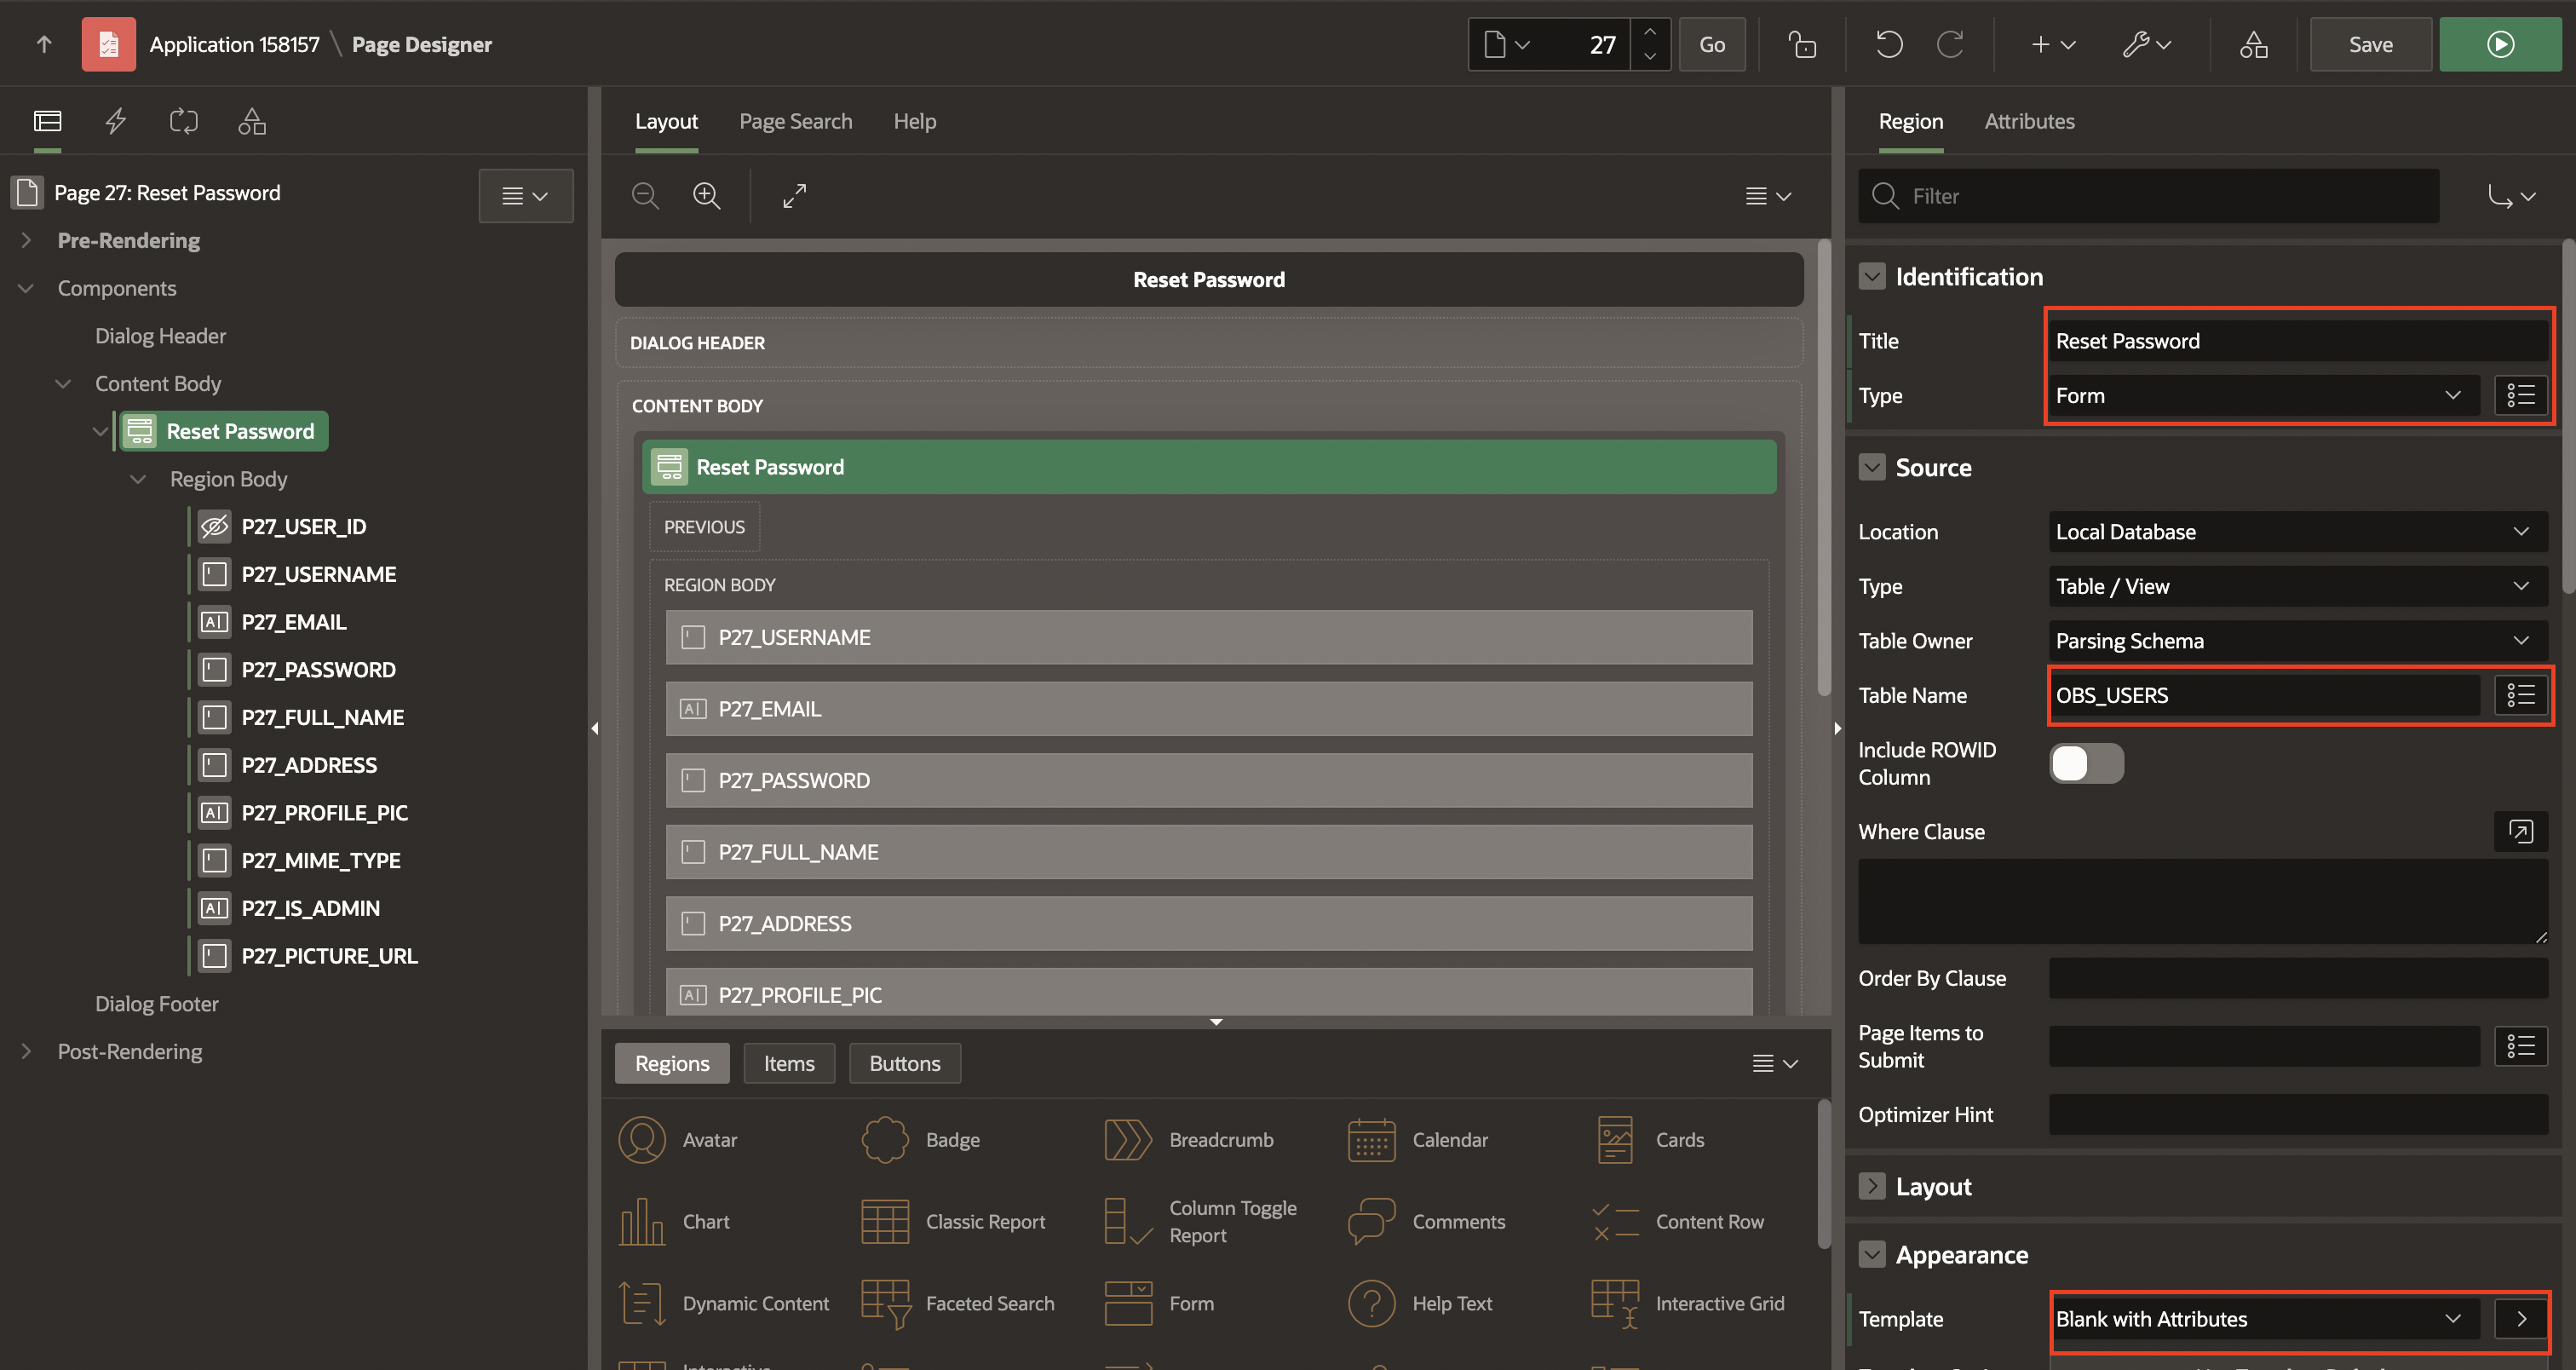 Application 158157 \ Page Designer
27
Go
Save
Page 27: Reset Password
Pre-Rendering
Components
Dialog Header
Content Body
Reset Password
Region Body
P27_USER_ID
P27_USERNAME
P27_EMAIL
P27_PASSWORD
P27_FULL_NAME
P27_ADDRESS
P27_PROFILE_PIC
P27_MIME_TYPE
P27_IS_ADMIN
P27_PICTURE_URL
Dialog Footer
Post-Rendering
Layout Page Search Help
Reset Password
DIALOG HEADER
CONTENT BODY
Reset Password
PREVIOUS
REGION BODY
P27_USERNAME
P27_EMAIL
P27_PASSWORD
P27_FULL_NAME
P27_ADDRESS
P27_PROFILE_PIC
Regions Items Buttons
Avatar Badge Breadcrumb Calendar Cards
Chart Classic Report Column Toggle
Report Comments Content Row
Dynamic Content Faceted Search Form Help Text Interactive Grid
Region Attributes
Filter
Identification
Title Reset Password
Type Form
Source
Location Local Database
Type Table / View
Table Owner Parsing Schema
Table Name OBS_USERS
Include ROWID
Column
Where Clause
Order By Clause
Page Items to
Submit
Optimizer Hint
Layout
Appearance
Template Blank with Attributes